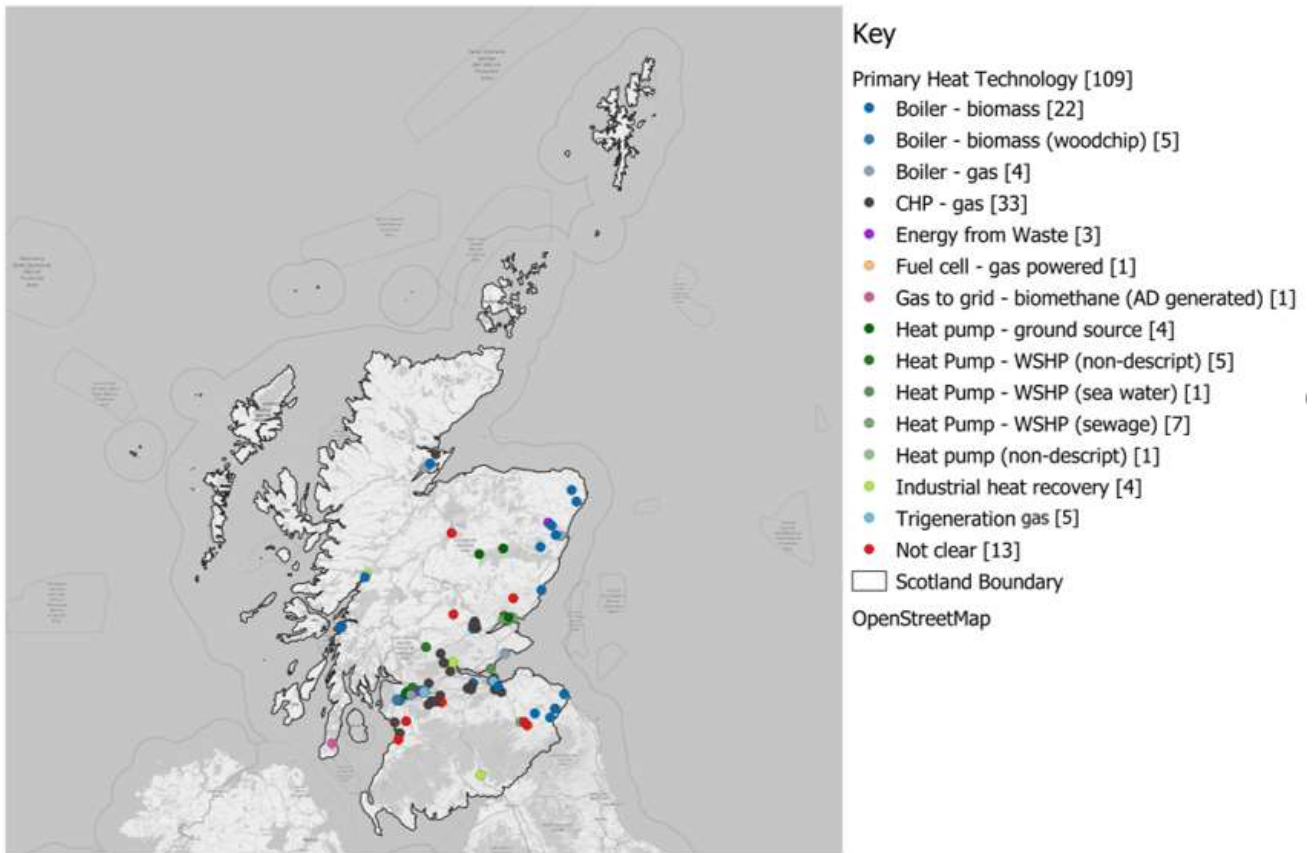 Key
Primary Heat Technology [109]
Boiler - biomass [22]
Boiler - biomass (woodchip) [5]
Boiler - gas [4]
CHP - gas [33]
Energy from Waste [3]
Fuel cell - gas powered [1]
Gas to grid - biomethane (AD generated) [1]
Heat pump - ground source [4]
Heat Pump - WSHP (non-descript) [5]
Heat Pump - WSHP (sea water) [1]
Heat Pump - WSHP (sewage) [7]
Heat pump (non-descript) [1]
Industrial heat recovery [4]
Trigeneration gas [5]
Not clear [13]
Scotland Boundary
OpenStreetMap